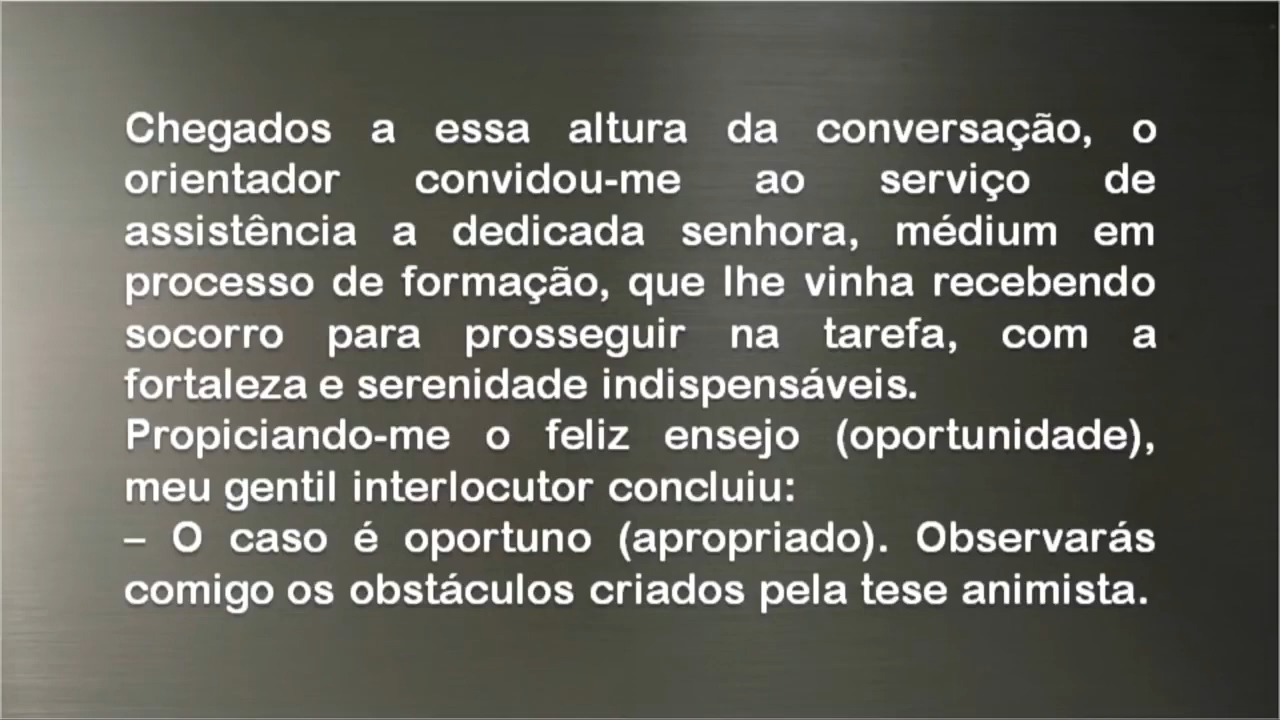 Chegados a essa altura da conversação, o
orientador convidou-me ao serviço de
assistência a dedicada senhora, médium em
processo de formação, que lhe vinha recebendo
socorro para prosseguir na tarefa, com a
fortaleza e serenidade indispensáveis.
Propiciando-me o feliz ensejo (oportunidade),
meu gentil interlocutor concluiu:
– O caso é oportuno (apropriado). Observarás
comigo os obstáculos criados pela tese animista.